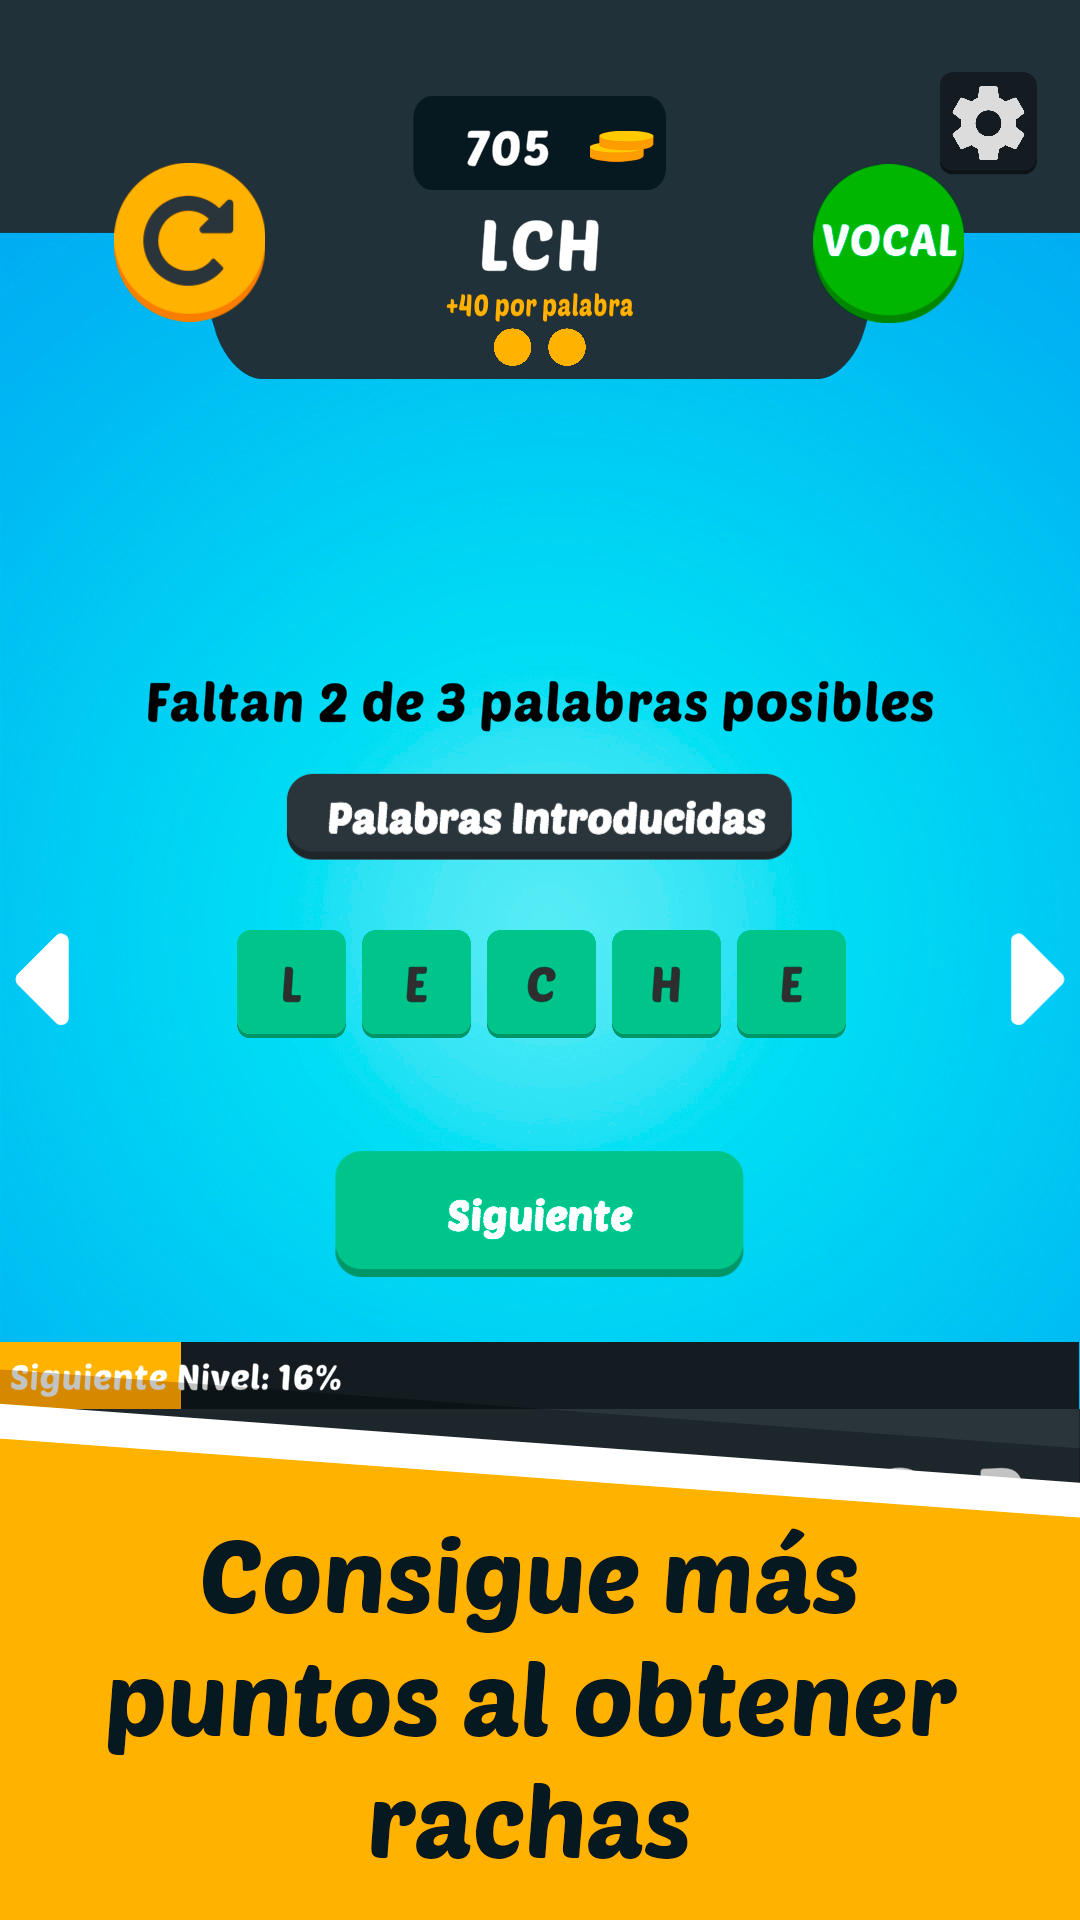 705
LCH
VOCAL
+40 por palabra
Faltan 2 de 3 palabras posibles
Palabras Introducidas
L E C H E
Siguiente
Siguiente Nivel: 16%
Consigue más
puntos al obtener
rachas